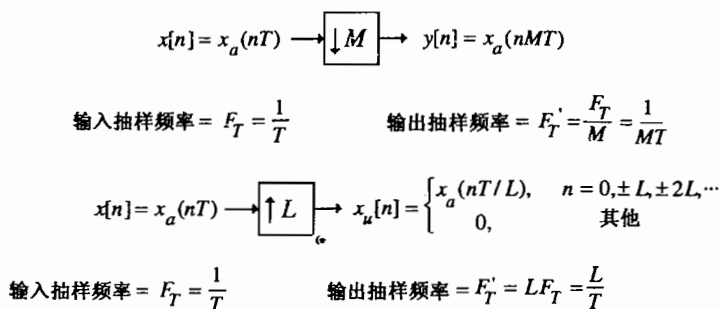 x[n] = x_a(nT) → ↓M → y[n] = x_a(nMT)
输入抽样频率 = F_T = 1/T 输出抽样频率 = F_T' = F_T/M = 1/MT
x[n] = x_a(nT) → ↑L → x_u[n] = { x_a(nT/L), n = 0, ±L, ±2L, ⋯
0, 其他
输入抽样频率 = F_T = 1/T 输出抽样频率 = F_T' = LF_T = L/T